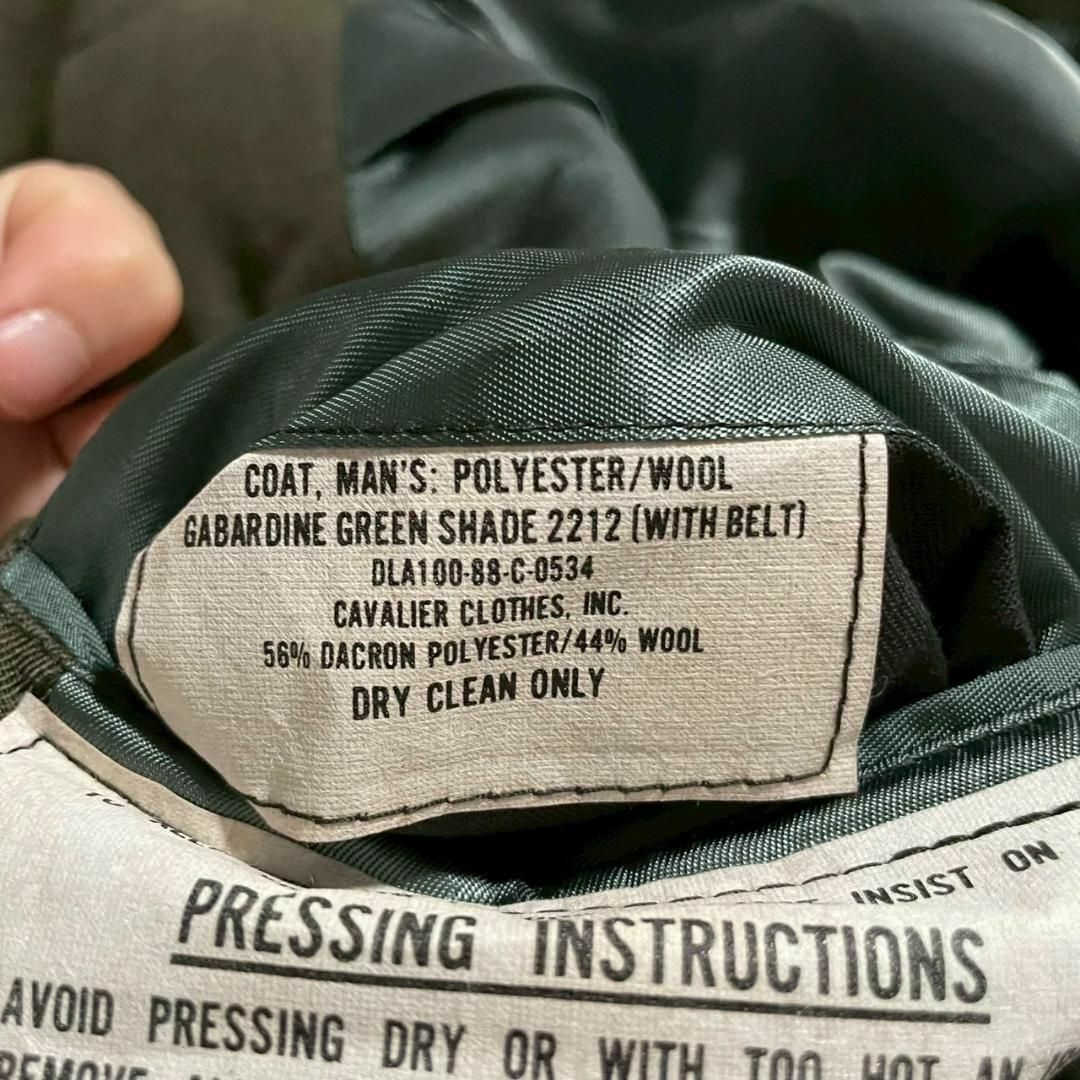 COAT, MAN'S: POLYESTER/WOOL
GABARDINE GREEN SHADE 2212 (WITH BELT)
DLA100-88-C-0534
CAVALIER CLOTHES, INC.
56% DACRON POLYESTER/44% WOOL
DRY CLEAN ONLY
INSIST ON
PRESSING INSTRUCTIONS
AVOID PRESSING DRY OR WITH TOO HOT AN
REMOVE